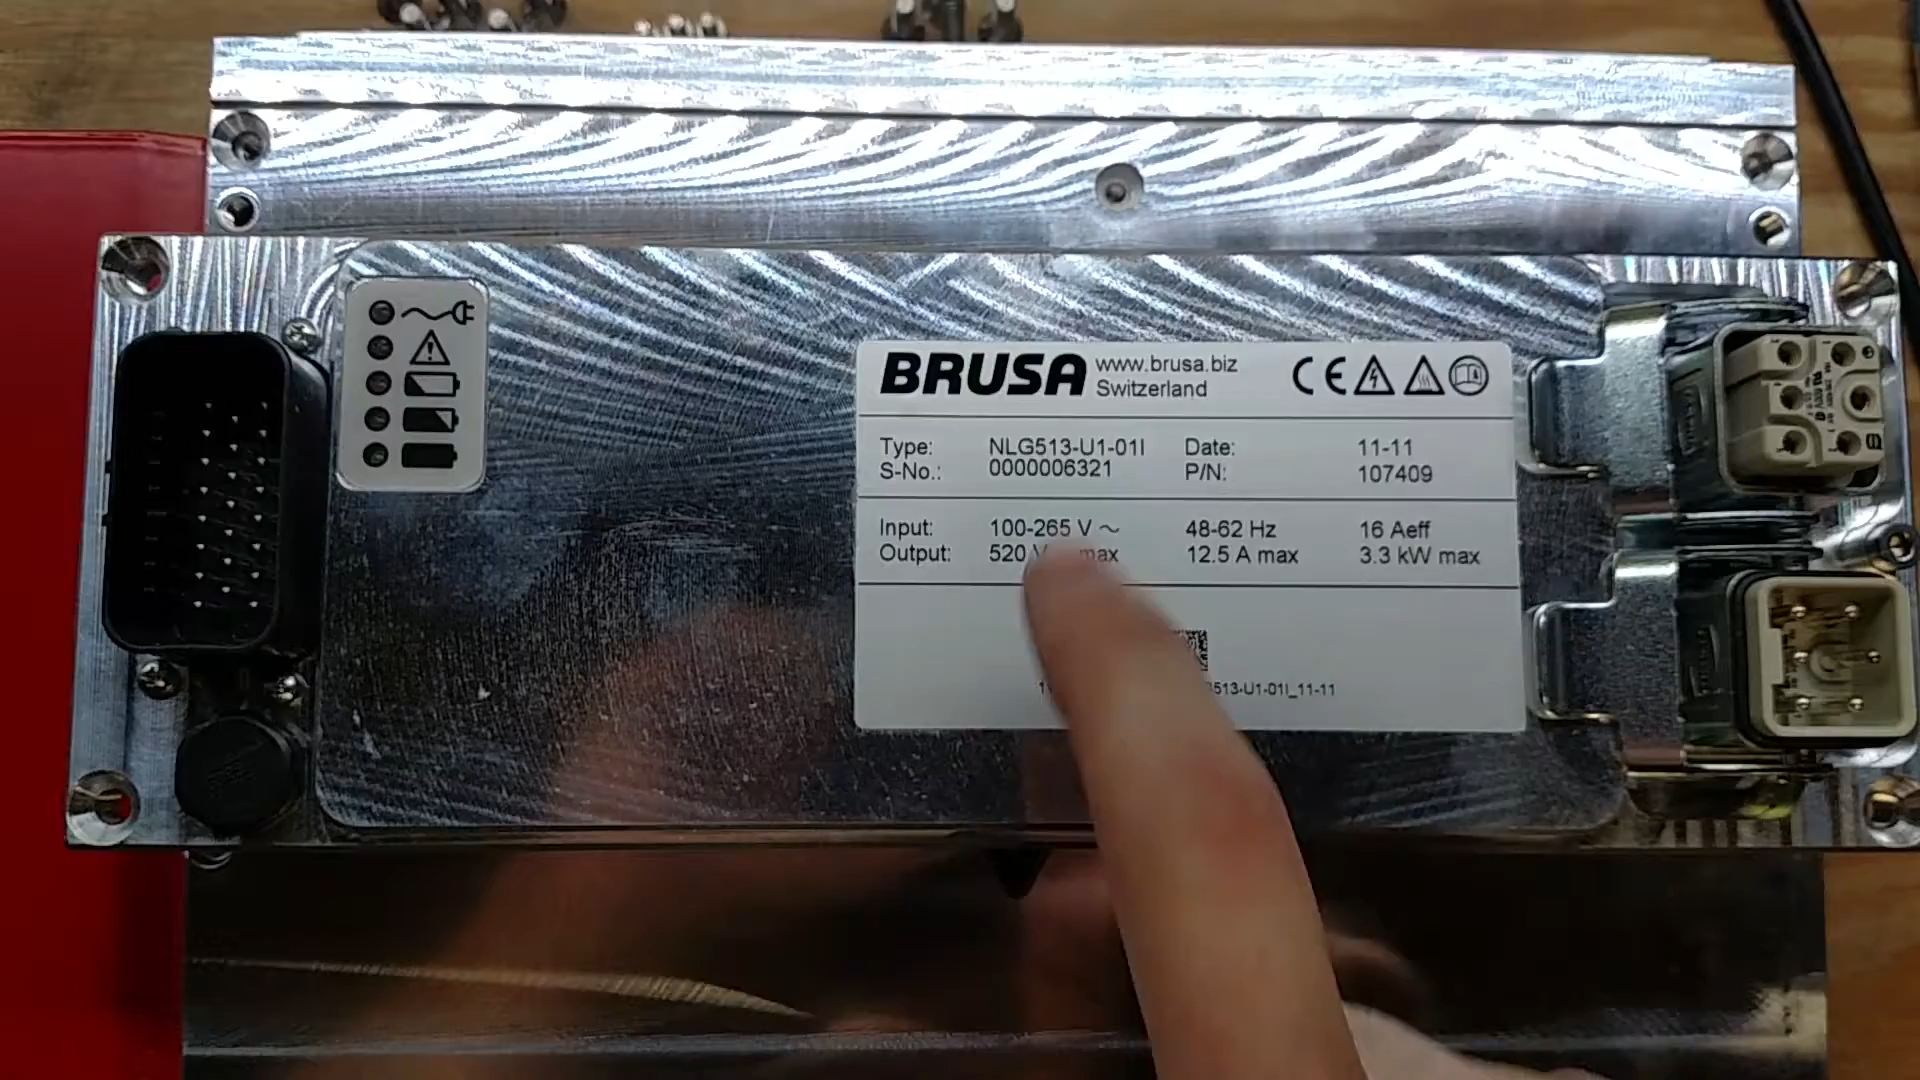 BRUSA
www.brusa.biz
Switzerland
CE
Type: NLG513-U1-01I Date: 11-11
S-No.: 0000006321 P/N: 107409
Input: 100-265 V ~ 48-62 Hz 16 Aeff
Output: 520 V max 12.5 A max 3.3 kW max
513-U1-01I_11-11